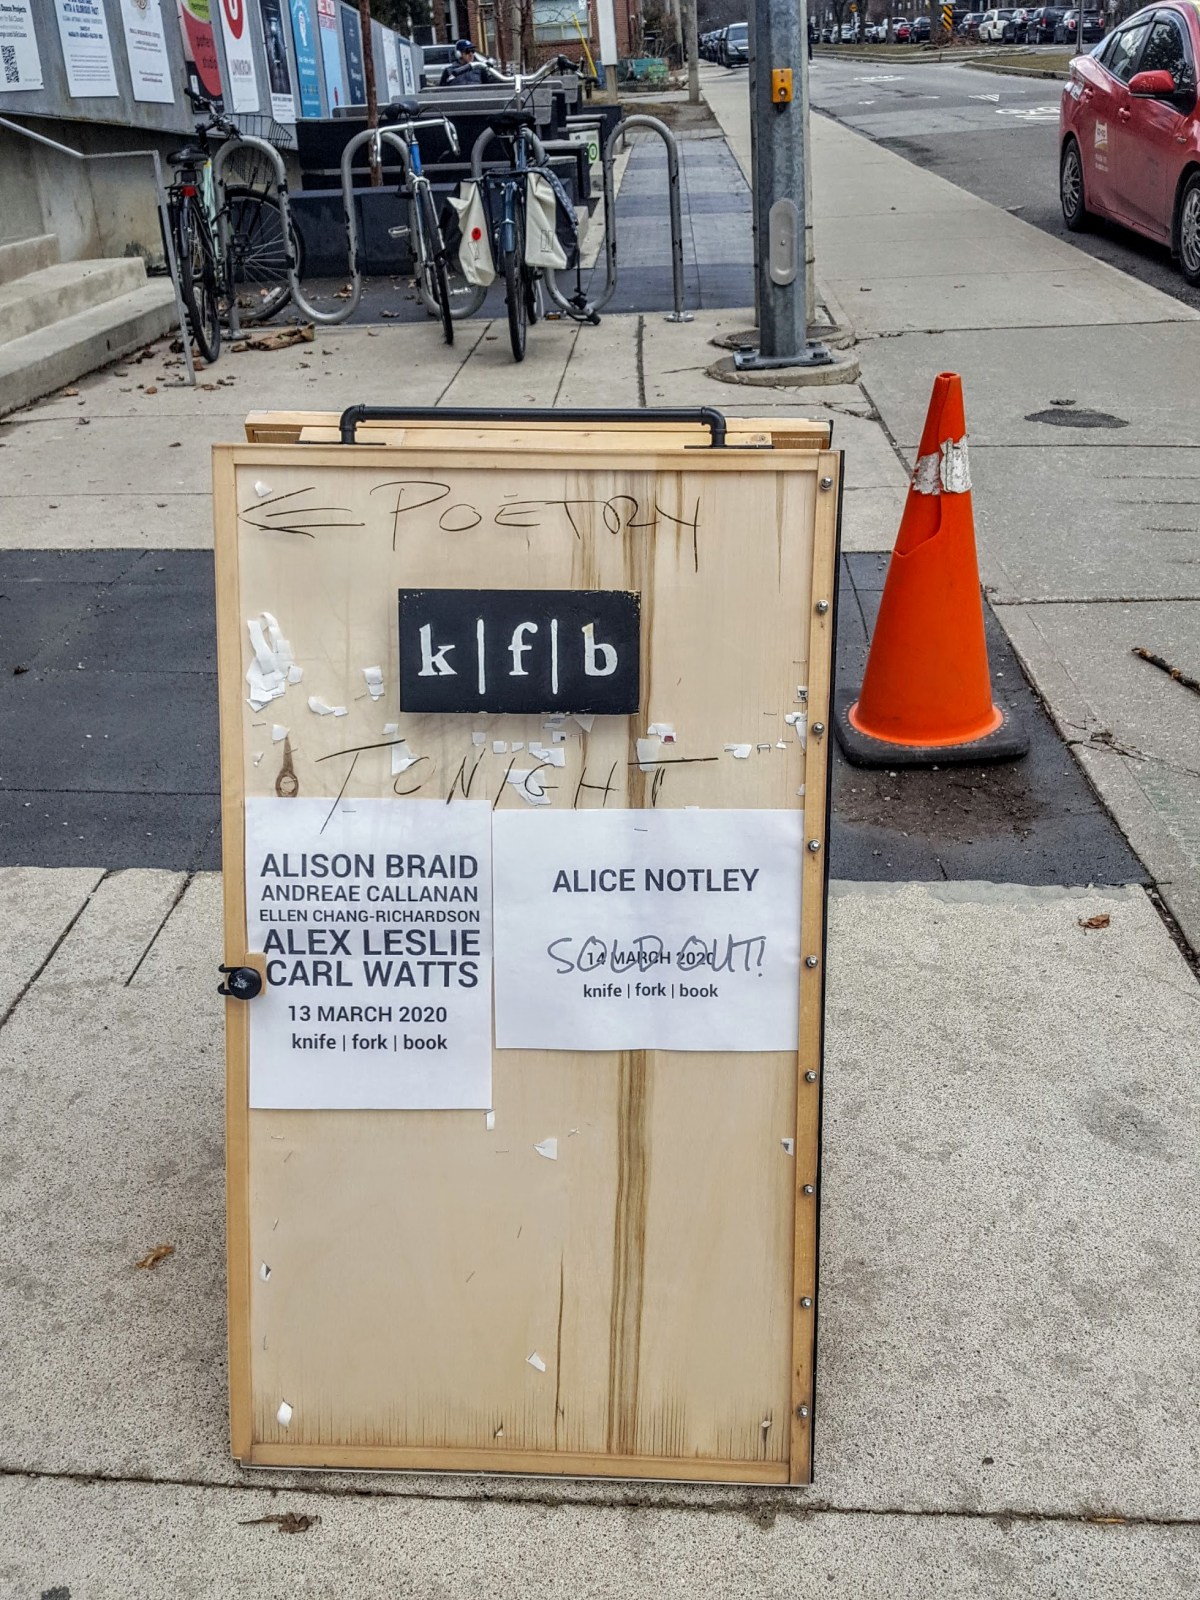 ← POETRY
k|f|b
TONIGHT
ALISON BRAID
ANDREAE CALLANAN
ELLEN CHANG-RICHARDSON
ALEX LESLIE
CARL WATTS
13 MARCH 2020
knife | fork | book
ALICE NOTLEY
SOLD OUT!
14 MARCH 2020
knife | fork | book